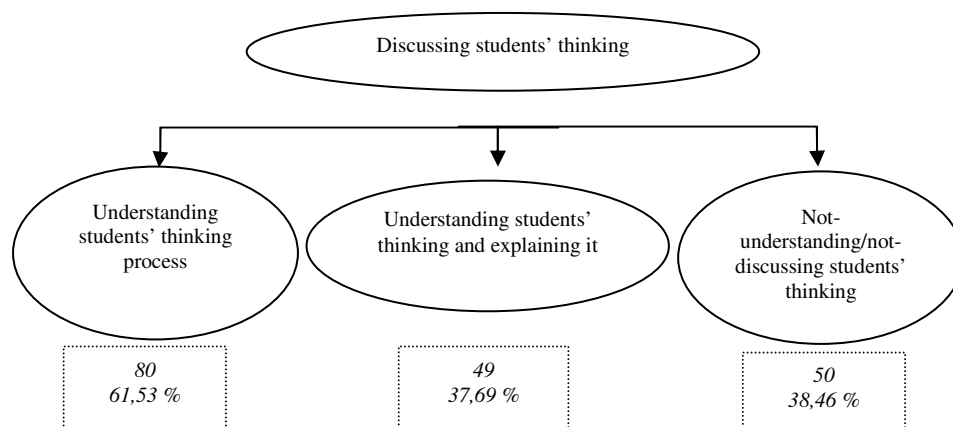 Discussing students’ thinking
Understanding
students’ thinking
process
Understanding students’
thinking and explaining it
Not-
understanding/not-
discussing students’
thinking
80
61,53 %
49
37,69 %
50
38,46 %